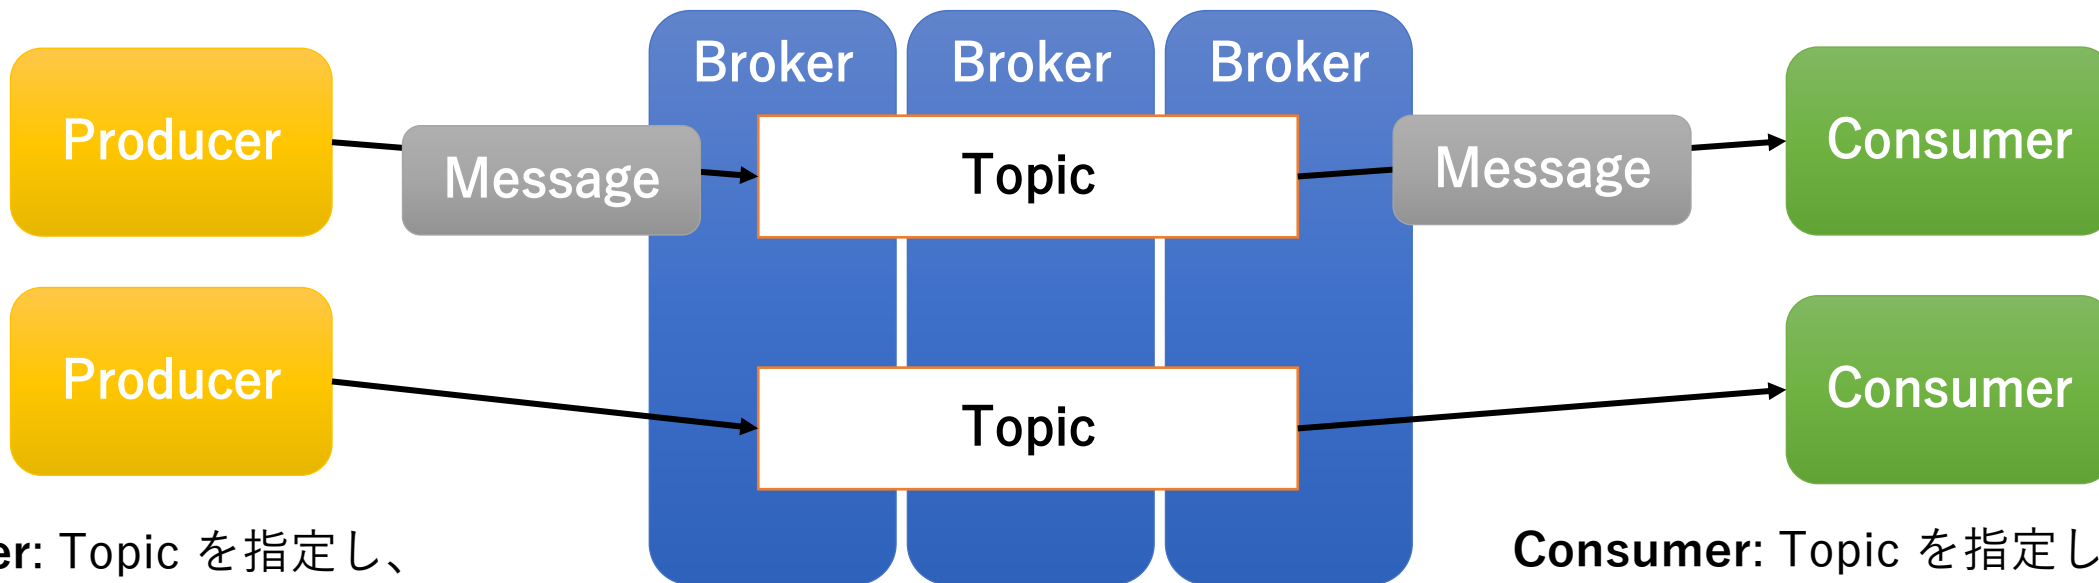 Broker Broker Broker
Producer
Message
Topic
Message
Consumer
Producer
Topic
Consumer
er: Topic を指定し、
Consumer: Topic を指定し